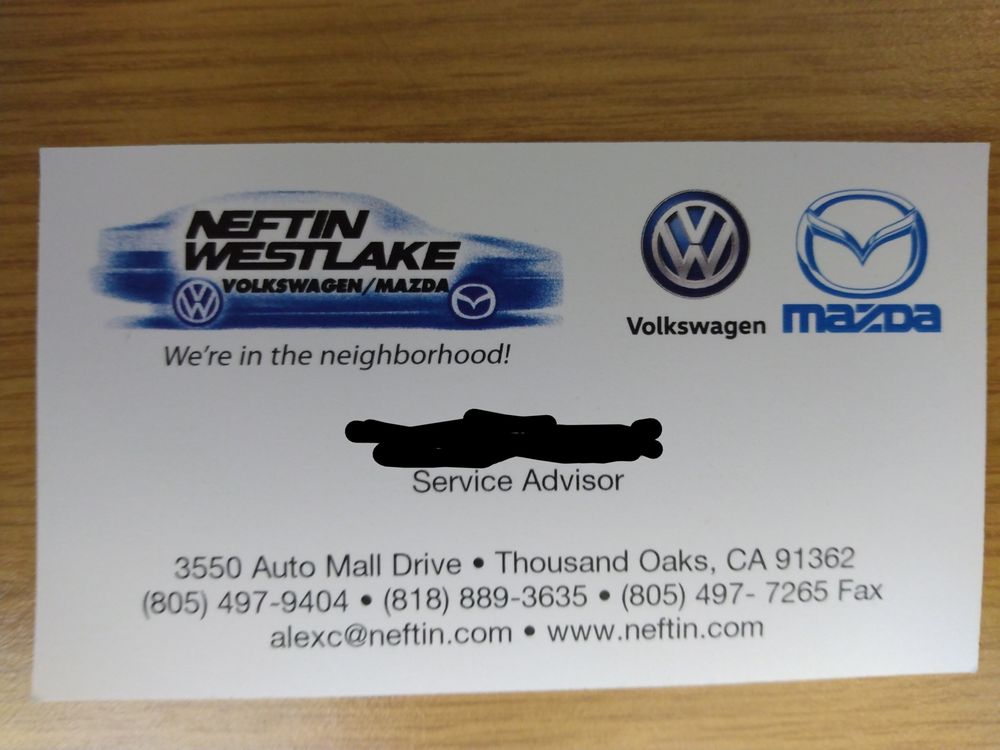 NEFTIN
WESTLAKE
VOLKSWAGEN/MAZDA
We're in the neighborhood!
Volkswagen
mazDa
Service Advisor
3550 Auto Mall Drive • Thousand Oaks, CA 91362
(805) 497-9404 • (818) 889-3635 • (805) 497- 7265 Fax
alexc@neftin.com • www.neftin.com